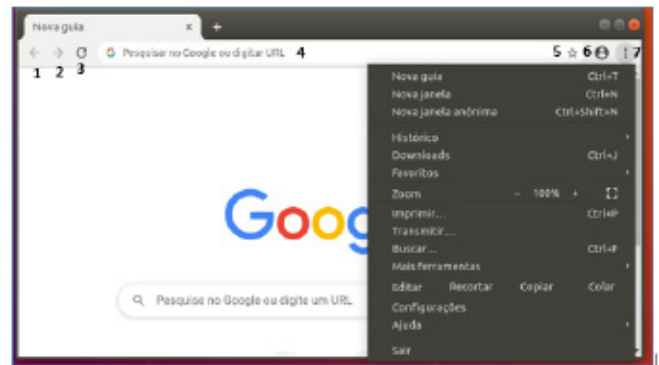 Nova guia x +
Pesquisar no Google ou digitar URL 4 5 6 7
1 2 3
Nova guia Ctrl+T
Nova janela Ctrl+N
Nova janela anônima Ctrl+Shift+N
Histórico
Downloads Ctrl+J
Favoritos
Zoom - 100% +
Imprimir... Ctrl+P
Transmitir...
Buscar... Ctrl+F
Mais ferramentas
Editar Recortar Copiar Colar
Configurações
Ajuda
Sair
Goog
Pesquise no Google ou digite um URL